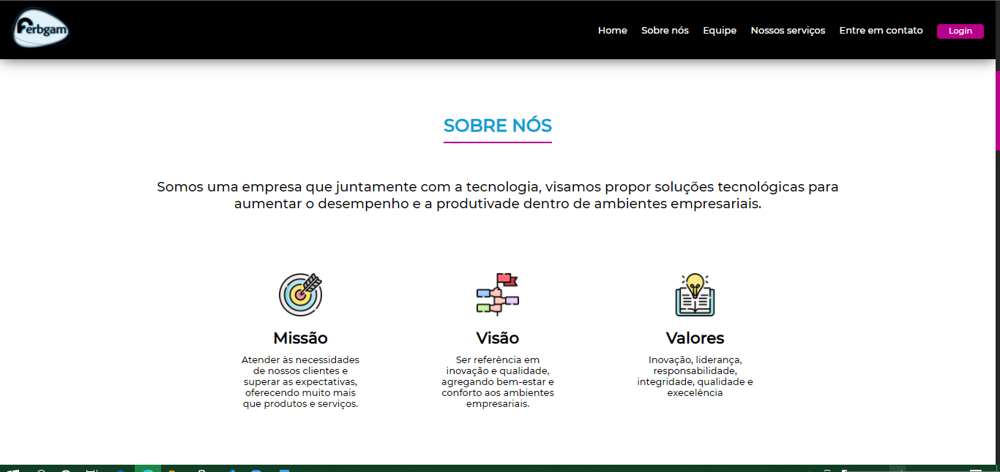 Ferbgam
Home Sobre nós Equipe Nossos serviços Entre em contato Login
SOBRE NÓS
Somos uma empresa que juntamente com a tecnologia, visamos propor soluções tecnológicas para
aumentar o desempenho e a produtivade dentro de ambientes empresariais.
Missão
Atender às necessidades
de nossos clientes e
superar as expectativas,
oferecendo muito mais
que produtos e serviços.
Visão
Ser referência em
inovação e qualidade,
agregando bem-estar e
conforto aos ambientes
empresariais.
Valores
Inovação, liderança,
responsabilidade,
integridade, qualidade e
execelência